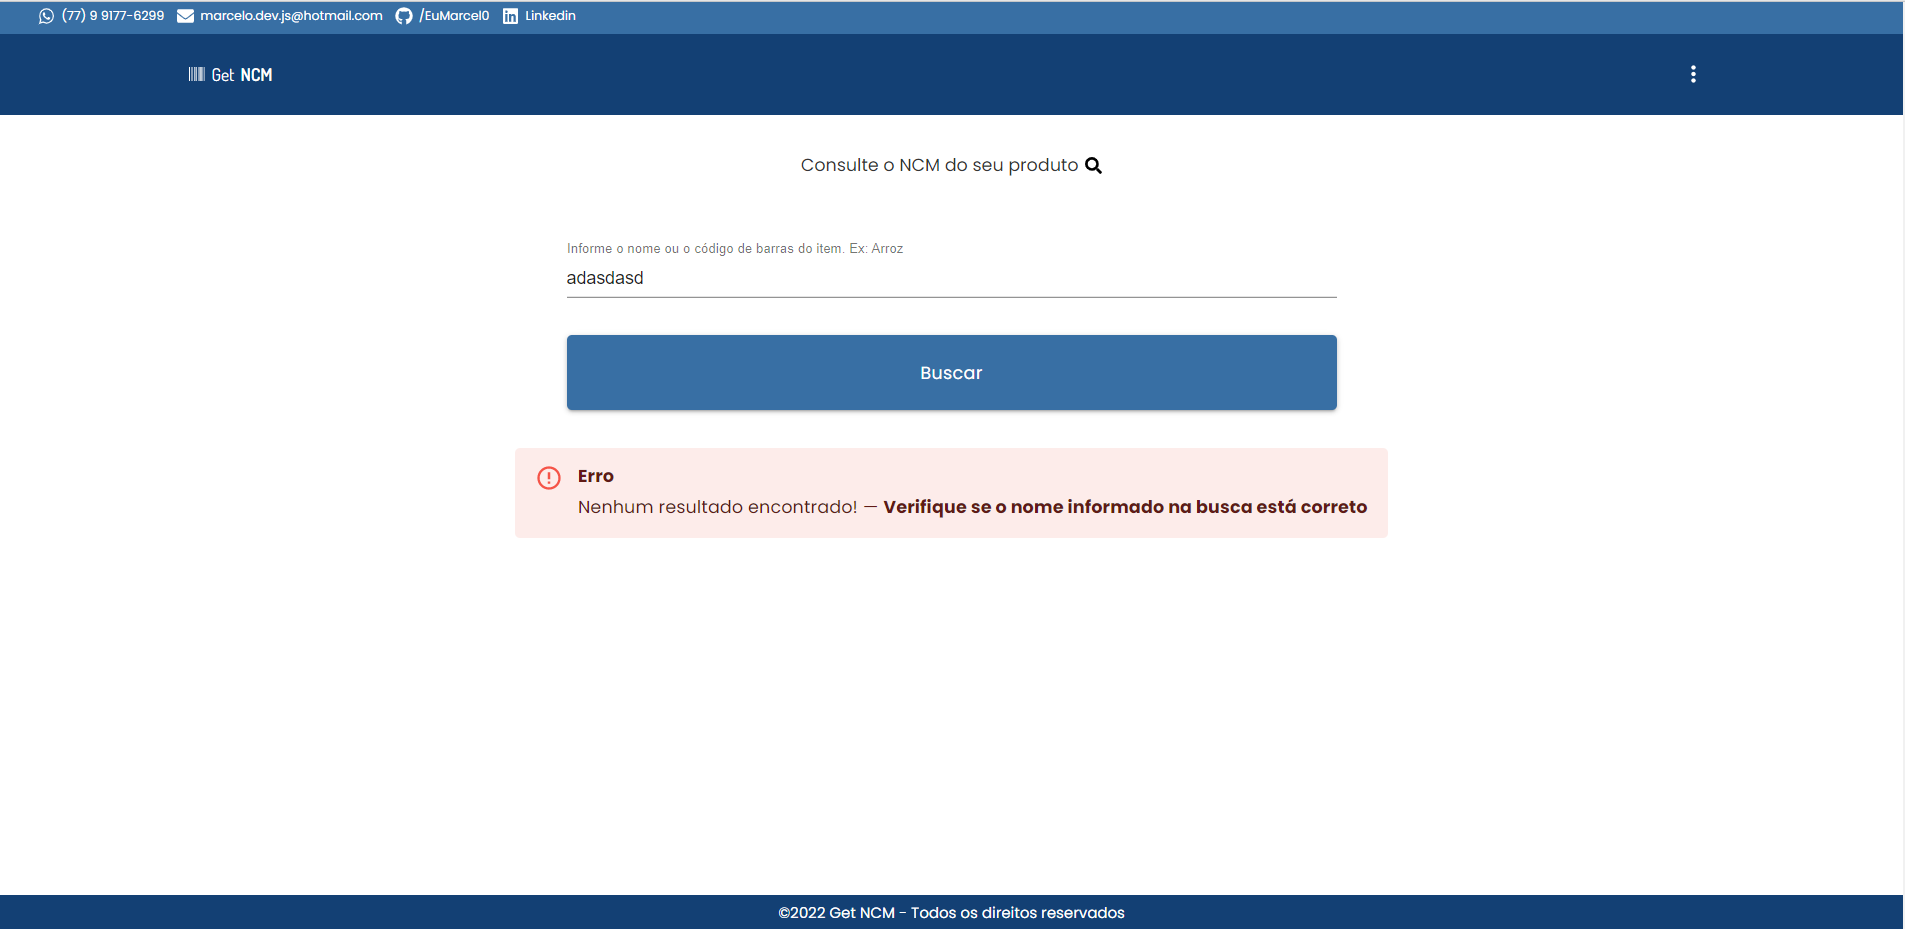 (77) 9 9177-6299 marcelo.dev.js@hotmail.com /EuMarcel0 Linkedin
Get NCM
Consulte o NCM do seu produto
Informe o nome ou o código de barras do item. Ex: Arroz
adasdasd
Buscar
Erro
Nenhum resultado encontrado! — Verifique se o nome informado na busca está correto
©2022 Get NCM - Todos os direitos reservados